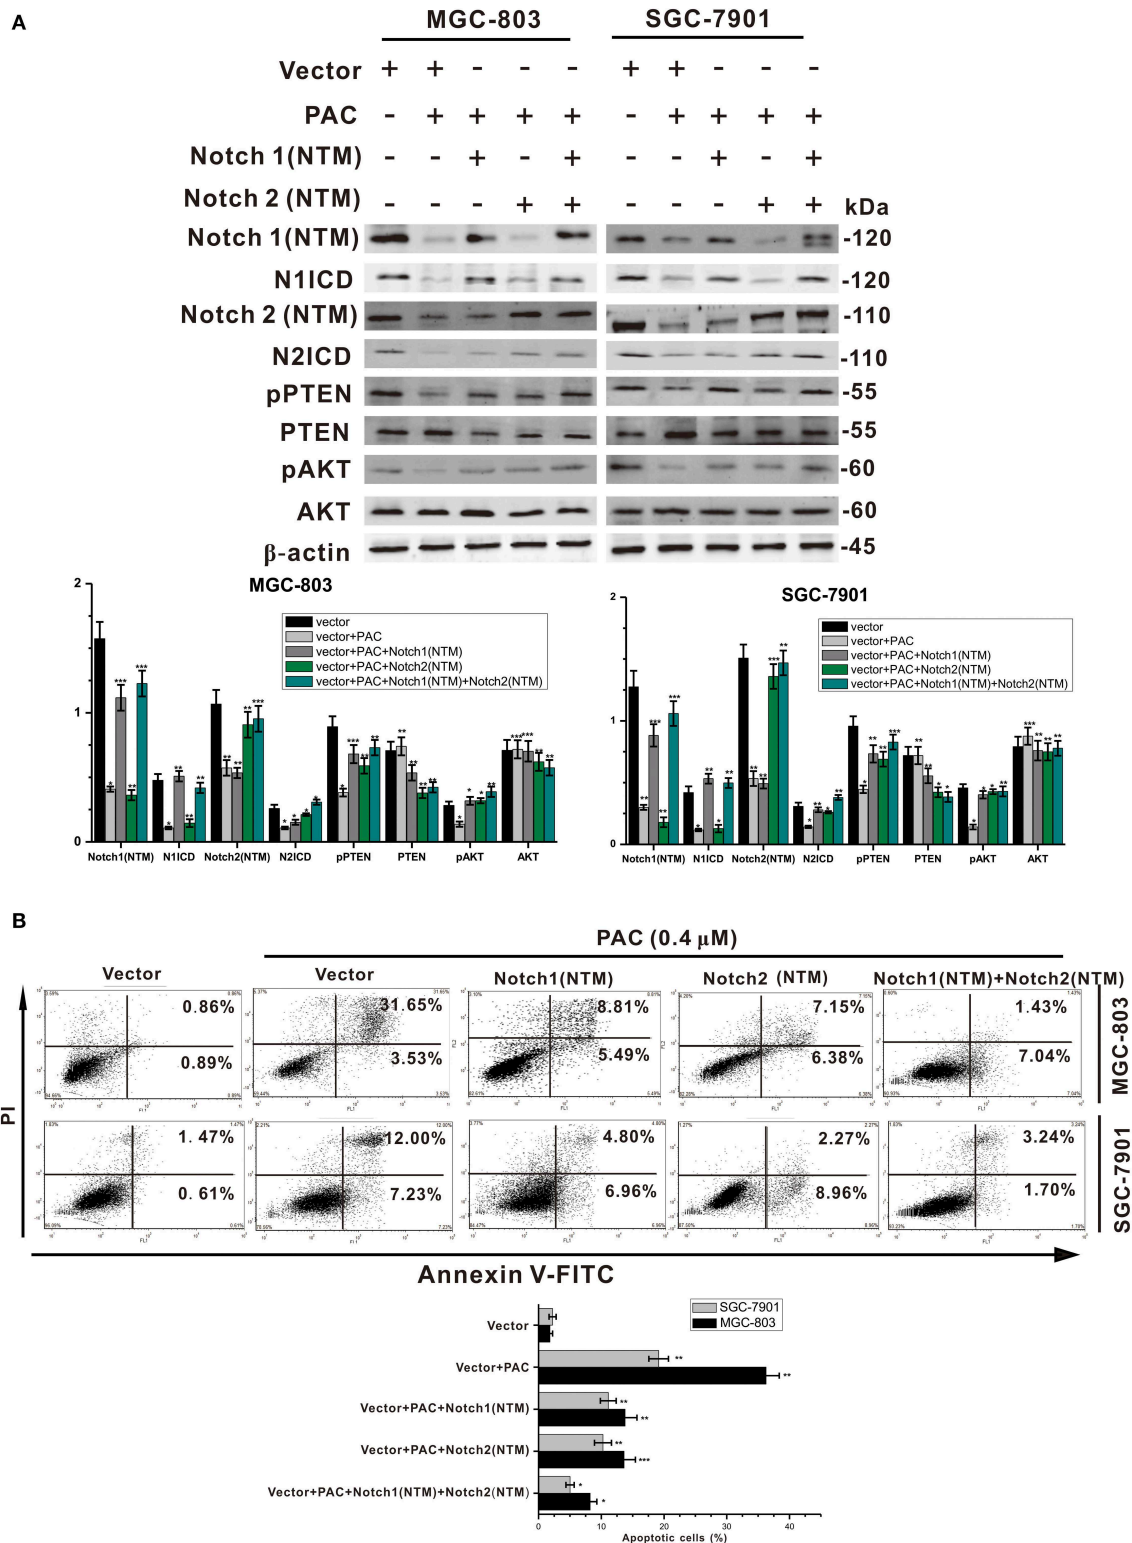 A
MGC-803 SGC-7901
Vector + + - - - + + - - -
PAC - + + + + - + + + +
Notch 1(NTM) - - + - + - - + - +
Notch 2 (NTM) - - - + + - - - + + kDa
Notch 1(NTM) -120
N1ICD -120
Notch 2 (NTM) -110
N2ICD -110
pPTEN -55
PTEN -55
pAKT -60
AKT -60
β-actin -45
MGC-803
2
1
0
vector
vector+PAC
vector+PAC+Notch1(NTM)
vector+PAC+Notch2(NTM)
vector+PAC+Notch1(NTM)+Notch2(NTM)
Notch1(NTM) N1ICD Notch2(NTM) N2ICD pPTEN PTEN pAKT AKT
SGC-7901
2
1
0
vector
vector+PAC
vector+PAC+Notch1(NTM)
vector+PAC+Notch2(NTM)
vector+PAC+Notch1(NTM)+Notch2(NTM)
Notch1(NTM) N1ICD Notch2(NTM) N2ICD pPTEN PTEN pAKT AKT
B
PAC (0.4 μM)
Vector Vector Notch1(NTM) Notch2 (NTM) Notch1(NTM)+Notch2(NTM)
0.86% 31.65% 8.81% 7.15% 1.43%
0.89% 3.53% 5.49% 6.38% 7.04%
MGC-803
PI
1.47% 12.00% 4.80% 2.27% 3.24%
0.61% 7.23% 6.96% 8.96% 1.70%
SGC-7901
Annexin V-FITC
SGC-7901
MGC-803
Vector
Vector+PAC ** **
Vector+PAC+Notch1(NTM) ** **
Vector+PAC+Notch2(NTM) ** ***
Vector+PAC+Notch1(NTM)+Notch2(NTM) * *
0 10 20 30 40
Apoptotic cells (%)